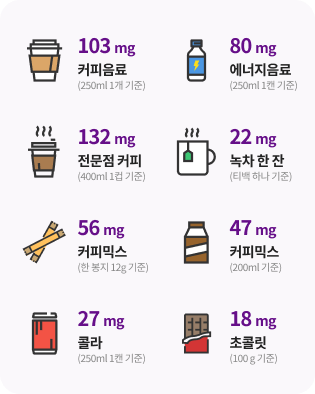 103 mg
커피음료
(250ml 1개 기준)
80 mg
에너지음료
(250ml 1캔 기준)
132 mg
전문점 커피
(400ml 1컵 기준)
22 mg
녹차 한 잔
(티백 하나 기준)
56 mg
커피믹스
(한 봉지 12g 기준)
47 mg
커피믹스
(200ml 기준)
27 mg
콜라
(250ml 1캔 기준)
18 mg
초콜릿
(100 g 기준)